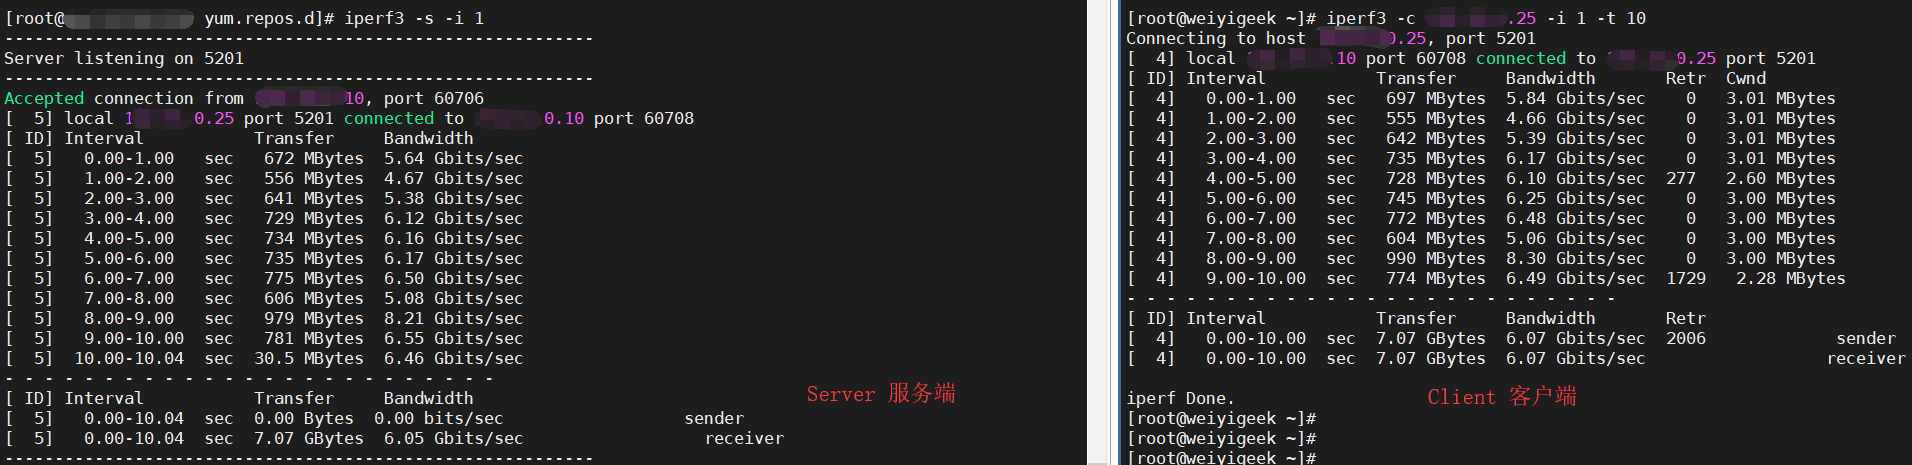 [root@ yum.repos.d]# iperf3 -s -i 1
-----------------------------------------------------------
Server listening on 5201
-----------------------------------------------------------
Accepted connection from 10, port 60706
[  5] local 0.25 port 5201 connected to 0.10 port 60708
[ ID] Interval           Transfer     Bandwidth
[  5]   0.00-1.00   sec   672 MBytes  5.64 Gbits/sec
[  5]   1.00-2.00   sec   556 MBytes  4.67 Gbits/sec
[  5]   2.00-3.00   sec   641 MBytes  5.38 Gbits/sec
[  5]   3.00-4.00   sec   729 MBytes  6.12 Gbits/sec
[  5]   4.00-5.00   sec   734 MBytes  6.16 Gbits/sec
[  5]   5.00-6.00   sec   735 MBytes  6.17 Gbits/sec
[  5]   6.00-7.00   sec   775 MBytes  6.50 Gbits/sec
[  5]   7.00-8.00   sec   606 MBytes  5.08 Gbits/sec
[  5]   8.00-9.00   sec   979 MBytes  8.21 Gbits/sec
[  5]   9.00-10.00  sec   781 MBytes  6.55 Gbits/sec
[  5]  10.00-10.04  sec  30.5 MBytes  6.46 Gbits/sec
- - - - - - - - - - - - - - - - - - - - - - - - -
[ ID] Interval           Transfer     Bandwidth
[  5]   0.00-10.04  sec  0.00 Bytes  0.00 bits/sec                  sender
[  5]   0.00-10.04  sec  7.07 GBytes  6.05 Gbits/sec                  receiver
-----------------------------------------------------------
Server 服务端
[root@weiyigeek ~]# iperf3 -c .25 -i 1 -t 10
Connecting to host 0.25, port 5201
[  4] local 10 port 60708 connected to 0.25 port 5201
[ ID] Interval           Transfer     Bandwidth       Retr  Cwnd
[  4]   0.00-1.00   sec   697 MBytes  5.84 Gbits/sec    0   3.01 MBytes
[  4]   1.00-2.00   sec   555 MBytes  4.66 Gbits/sec    0   3.01 MBytes
[  4]   2.00-3.00   sec   642 MBytes  5.39 Gbits/sec    0   3.01 MBytes
[  4]   3.00-4.00   sec   735 MBytes  6.17 Gbits/sec    0   3.01 MBytes
[  4]   4.00-5.00   sec   728 MBytes  6.10 Gbits/sec  277   2.60 MBytes
[  4]   5.00-6.00   sec   745 MBytes  6.25 Gbits/sec    0   3.00 MBytes
[  4]   6.00-7.00   sec   772 MBytes  6.48 Gbits/sec    0   3.00 MBytes
[  4]   7.00-8.00   sec   604 MBytes  5.06 Gbits/sec    0   3.00 MBytes
[  4]   8.00-9.00   sec   990 MBytes  8.30 Gbits/sec    0   3.00 MBytes
[  4]   9.00-10.00  sec   774 MBytes  6.49 Gbits/sec  1729   2.28 MBytes
- - - - - - - - - - - - - - - - - - - - - - - - -
[ ID] Interval           Transfer     Bandwidth       Retr
[  4]   0.00-10.00  sec  7.07 GBytes  6.07 Gbits/sec  2006             sender
[  4]   0.00-10.00  sec  7.07 GBytes  6.07 Gbits/sec                  receiver
iperf Done.
Client 客户端
[root@weiyigeek ~]#
[root@weiyigeek ~]#
[root@weiyigeek ~]#